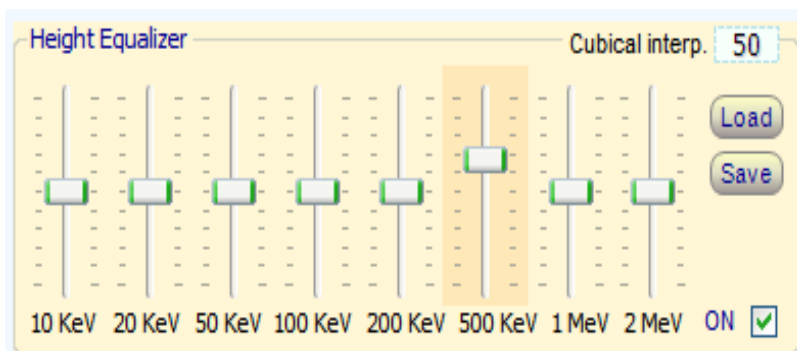 Height Equalizer Cubical interp. 50
Load
Save
10 KeV 20 KeV 50 KeV 100 KeV 200 KeV 500 KeV 1 MeV 2 MeV ON